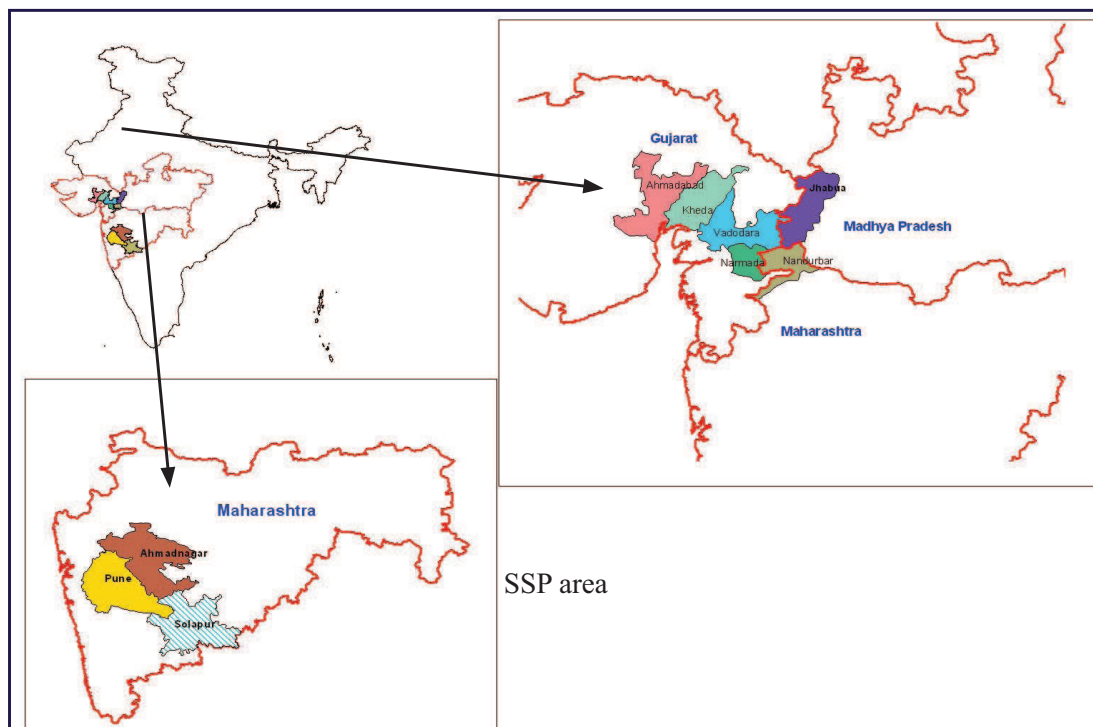 Gujarat
Ahmadabad
Jhabua
Kheda
Madhya Pradesh
Vadodara
Narmada
Nandurbar
Maharashtra
Maharashtra
Ahmadnagar
Pune
Solapur
SSP area